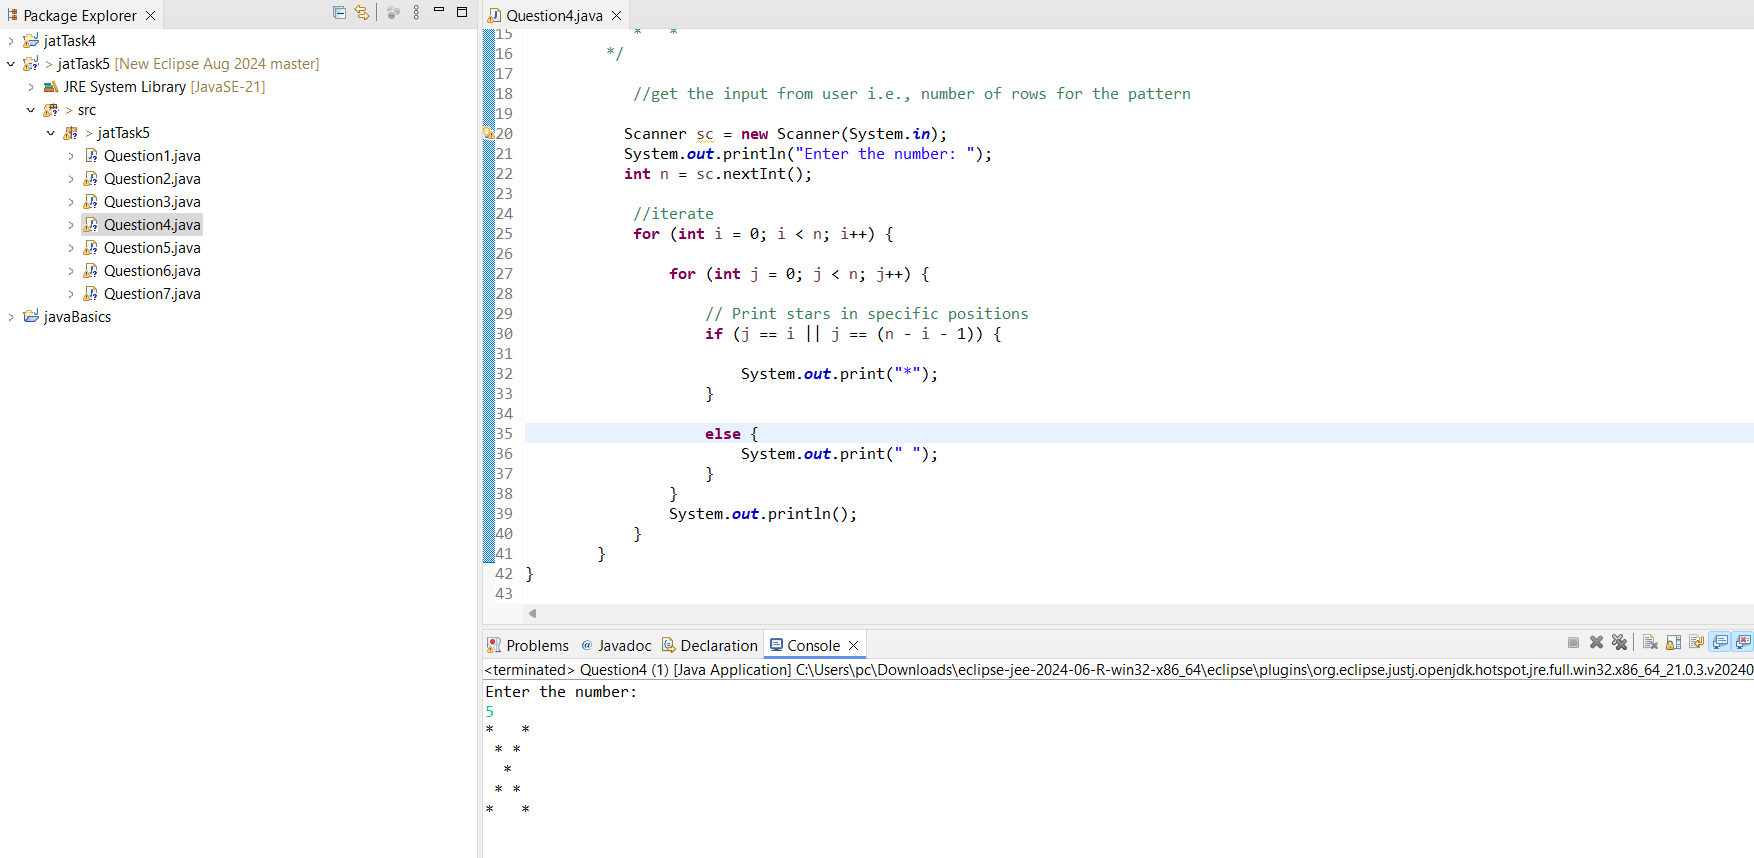 Package Explorer
jatTask4
> jatTask5 [New Eclipse Aug 2024 master]
JRE System Library [JavaSE-21]
> src
> jatTask5
Question1.java
Question2.java
Question3.java
Question4.java
Question5.java
Question6.java
Question7.java
javaBasics
Question4.java
15 * *
16 */
17
18 //get the input from user i.e., number of rows for the pattern
19
20 Scanner sc = new Scanner(System.in);
21 System.out.println("Enter the number: ");
22 int n = sc.nextInt();
23
24 //iterate
25 for (int i = 0; i < n; i++) {
26
27 for (int j = 0; j < n; j++) {
28
29 // Print stars in specific positions
30 if (j == i || j == (n - i - 1)) {
31
32 System.out.print("*");
33 }
34
35 else {
36 System.out.print(" ");
37 }
38 }
39 System.out.println();
40 }
41 }
42 }
43
Problems @ Javadoc Declaration Console
<terminated> Question4 (1) [Java Application] C:\Users\pc\Downloads\eclipse-jee-2024-06-R-win32-x86_64\eclipse\plugins\org.eclipse.justj.openjdk.hotspot.jre.full.win32.x86_64_21.0.3.v20240
Enter the number:
5
*   *
 * *
  *
 * *
*   *